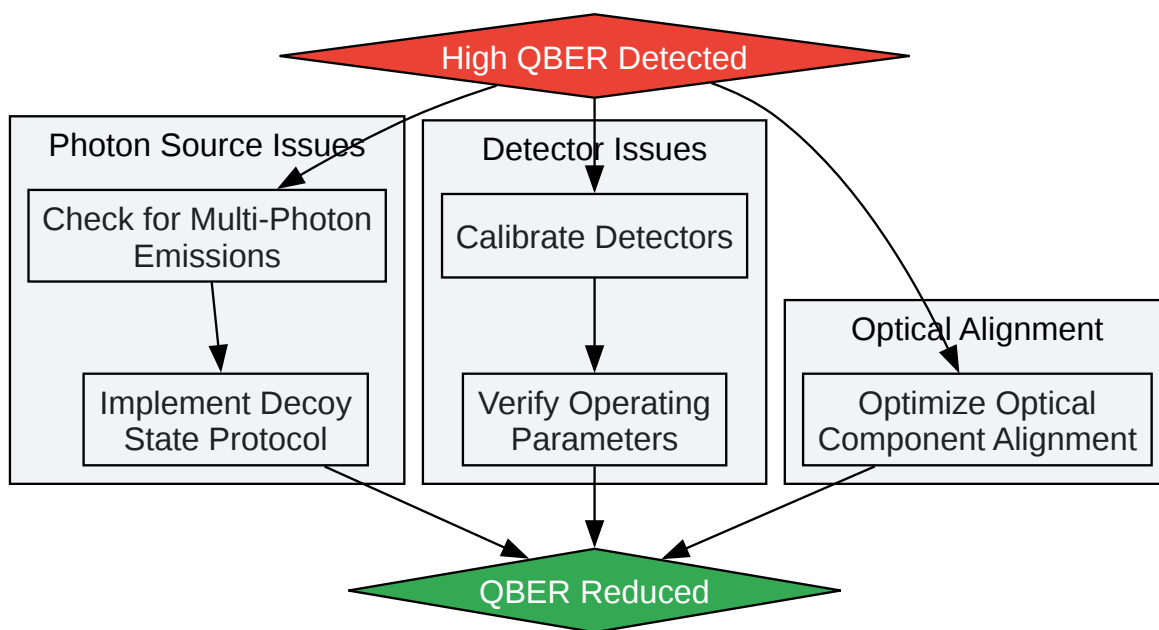 High QBER Detected
Photon Source Issues
Check for Multi-Photon
Emissions
Implement Decoy
State Protocol
Detector Issues
Calibrate Detectors
Verify Operating
Parameters
Optical Alignment
Optimize Optical
Component Alignment
QBER Reduced